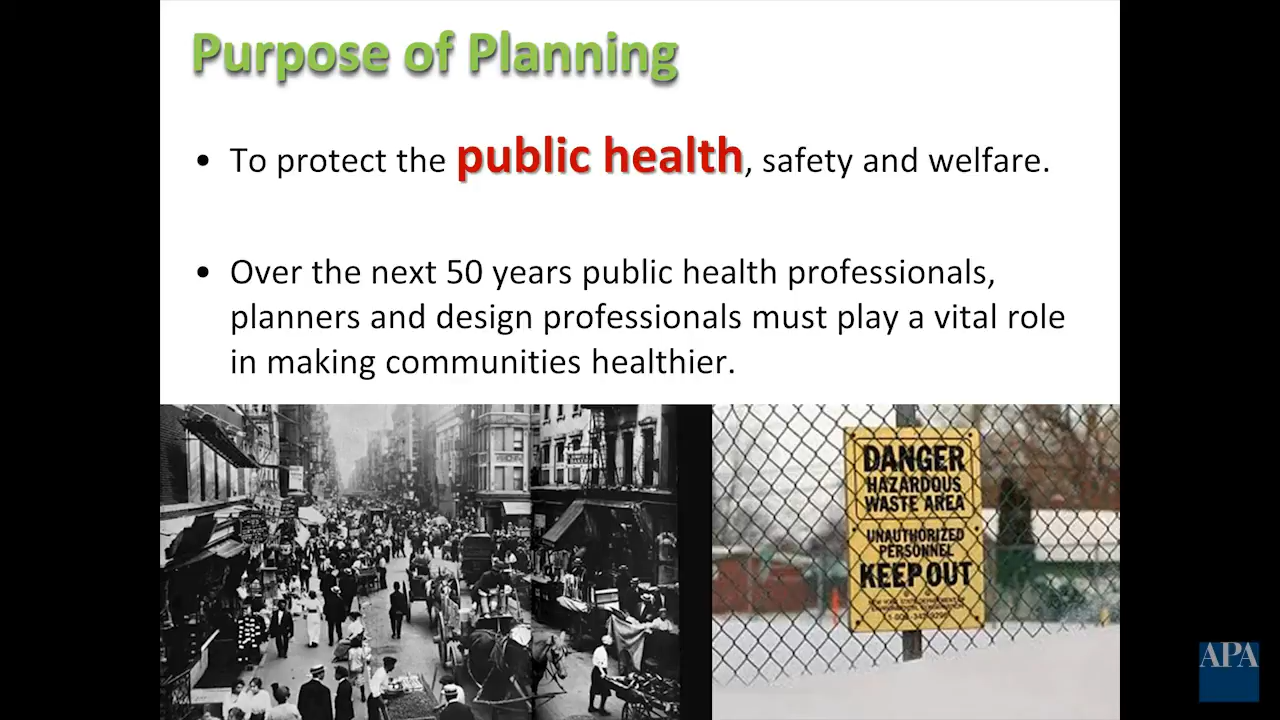 Purpose of Planning
• To protect the public health, safety and welfare.
• Over the next 50 years public health professionals,
planners and design professionals must play a vital role
in making communities healthier.
DANGER
HAZARDOUS
WASTE AREA
UNAUTHORIZED
PERSONNEL
KEEP OUT
APA